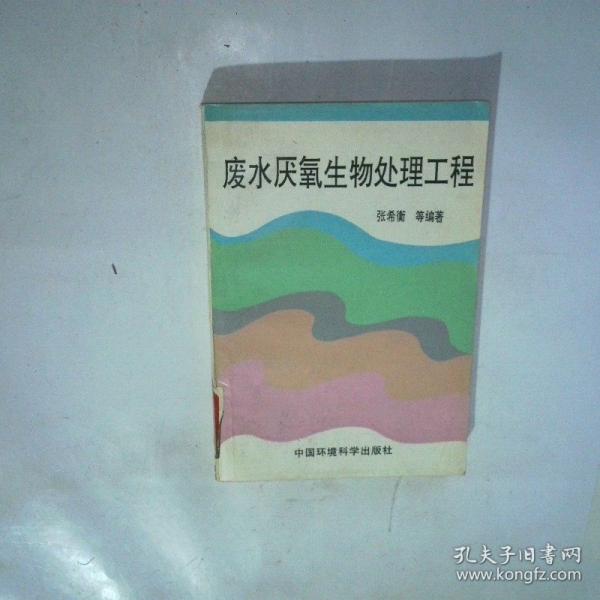 废水厌氧生物处理工程
张希衡 等编著
中国环境科学出版社
孔夫子旧书网
www.kongfz.com